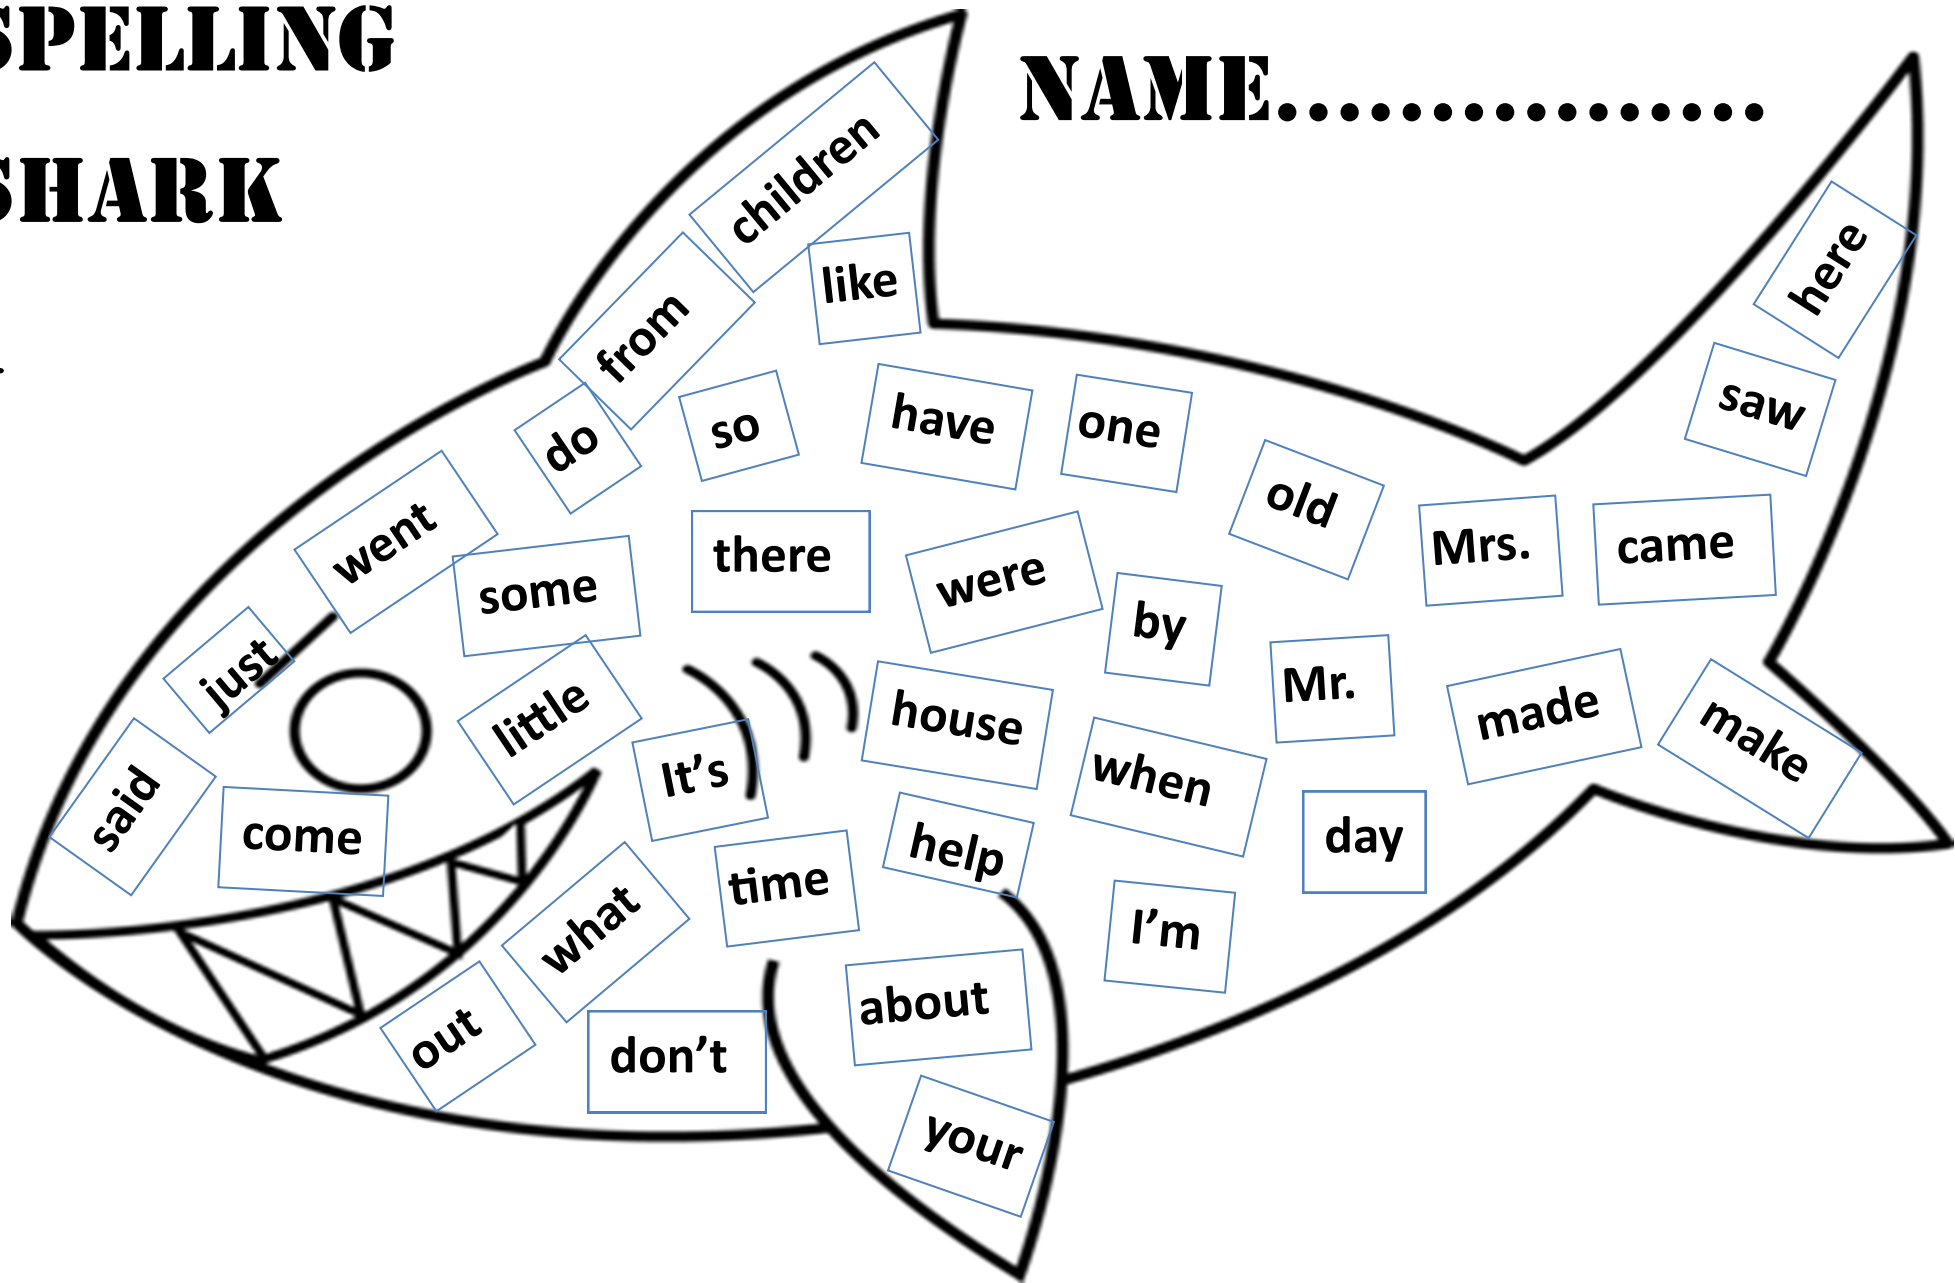 SPELLING
NAME................
SHARK
children
like
from
here
saw
do
so
have
one
old
Mrs.
came
went
some
there
were
by
Mr.
made
make
just
little
It's
house
when
day
said
come
what
time
help
I'm
out
don't
about
your